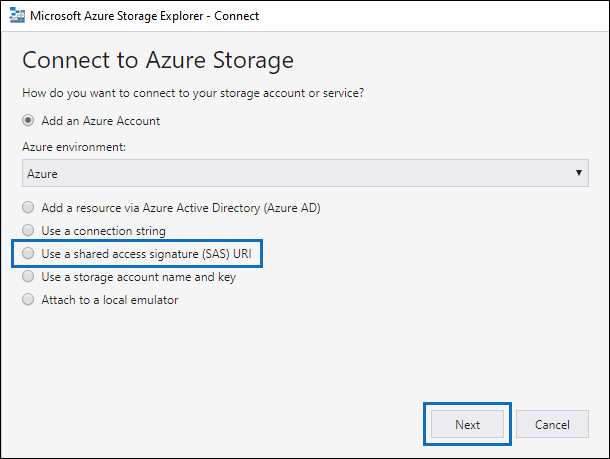 Microsoft Azure Storage Explorer - Connect
Connect to Azure Storage
How do you want to connect to your storage account or service?
Add an Azure Account
Azure environment:
Azure
Add a resource via Azure Active Directory (Azure AD)
Use a connection string
Use a shared access signature (SAS) URI
Use a storage account name and key
Attach to a local emulator
Next
Cancel